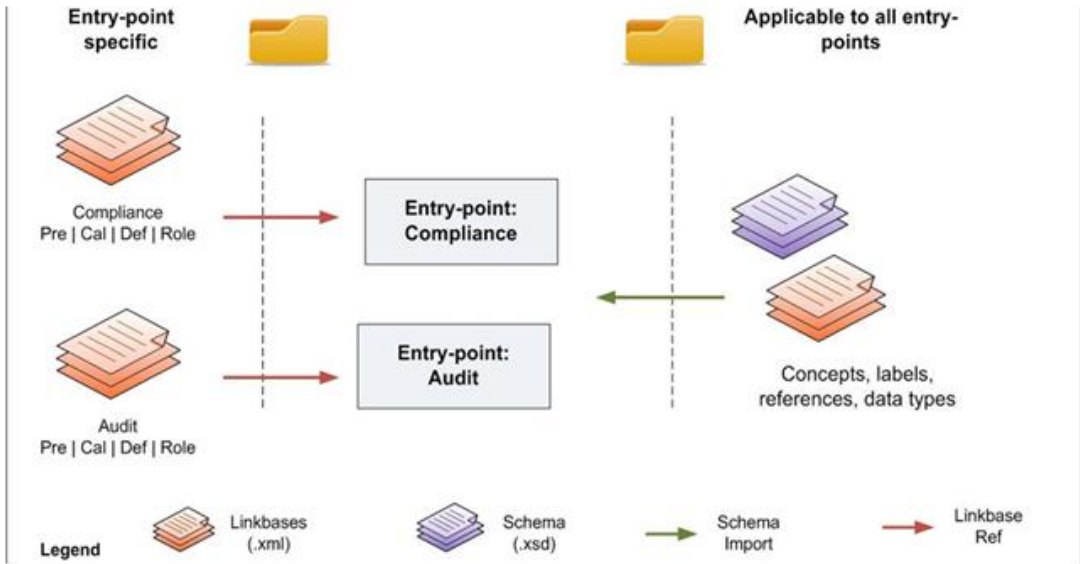 Entry-point
specific
Applicable to all entry-
points
Compliance
Pre | Cal | Def | Role
Entry-point:
Compliance
Entry-point:
Audit
Audit
Pre | Cal | Def | Role
Concepts, labels,
references, data types
Legend
Linkbases
(.xml)
Schema
(.xsd)
Schema
Import
Linkbase
Ref